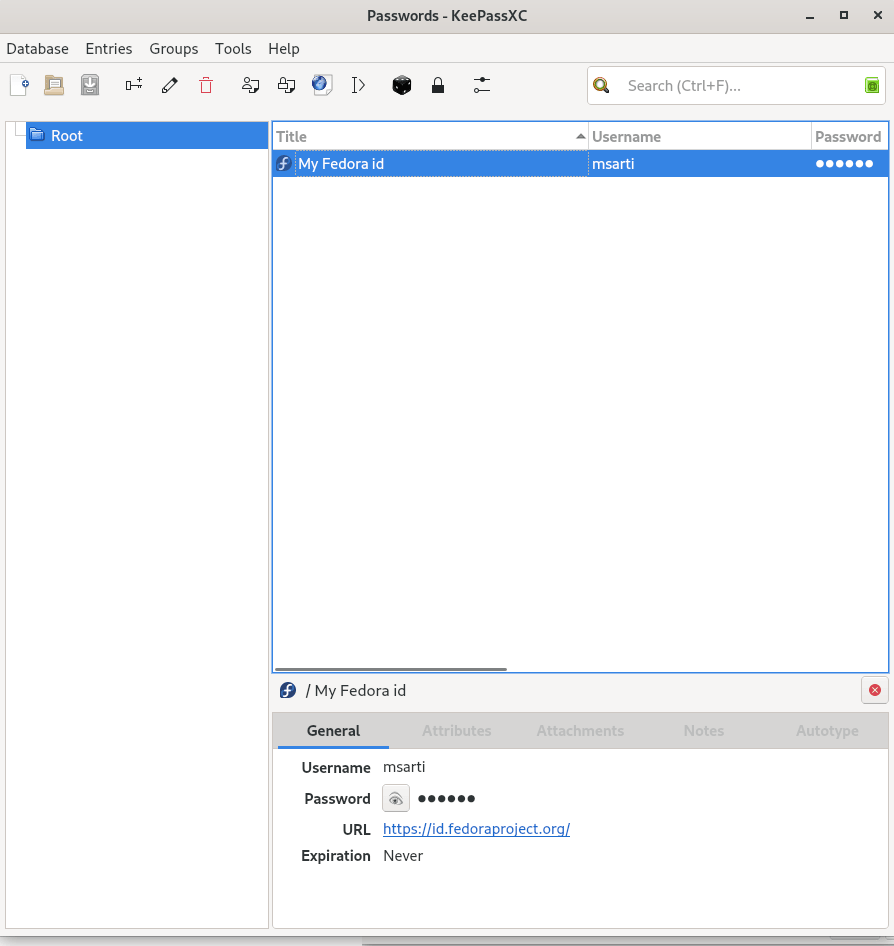 Passwords - KeePassXC
Database Entries Groups Tools Help
Search (Ctrl+F)...
Root
Title Username Password
My Fedora id msarti ●●●●●●
/ My Fedora id
General Attributes Attachments Notes Autotype
Username msarti
Password ●●●●●●
URL https://id.fedoraproject.org/
Expiration Never